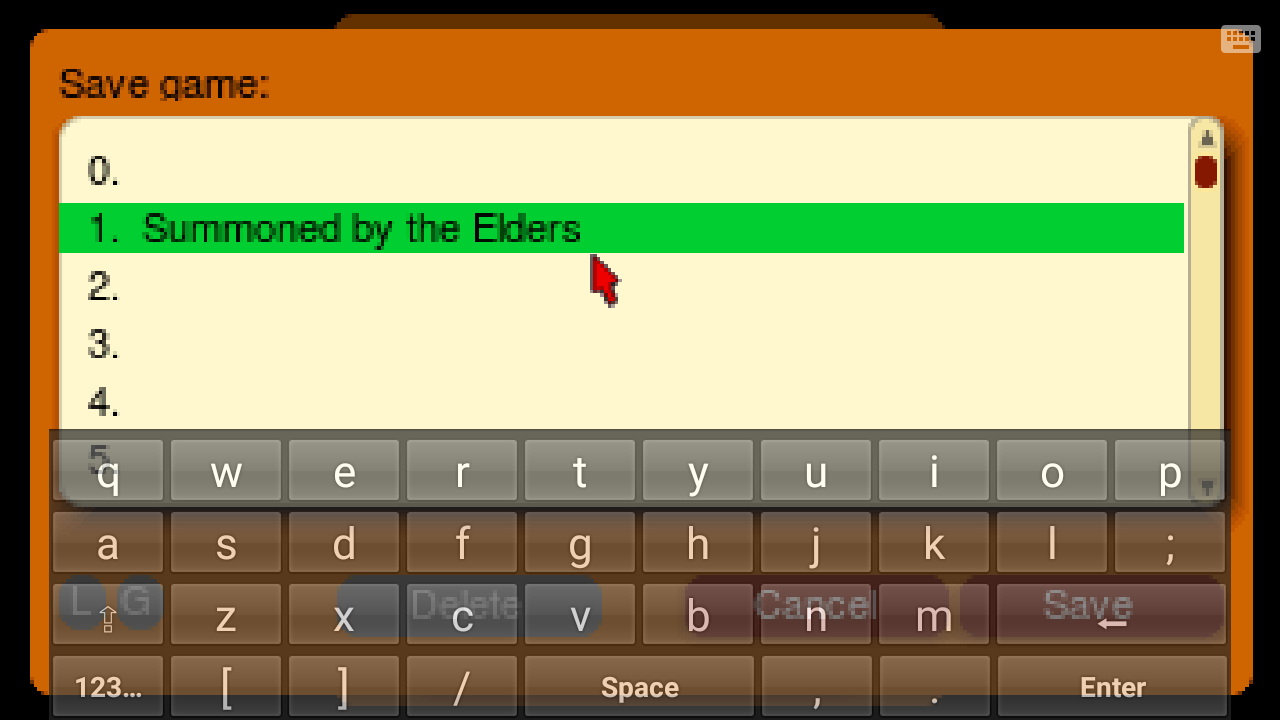 Save game:
0.
1. Summoned by the Elders
2.
3.
4.
5.
q w e r t y u i o p
a s d f g h j k l ;
L G Delete Cancel Save
⇧ z x c v b n m ←
123... [ ] / Space , . Enter